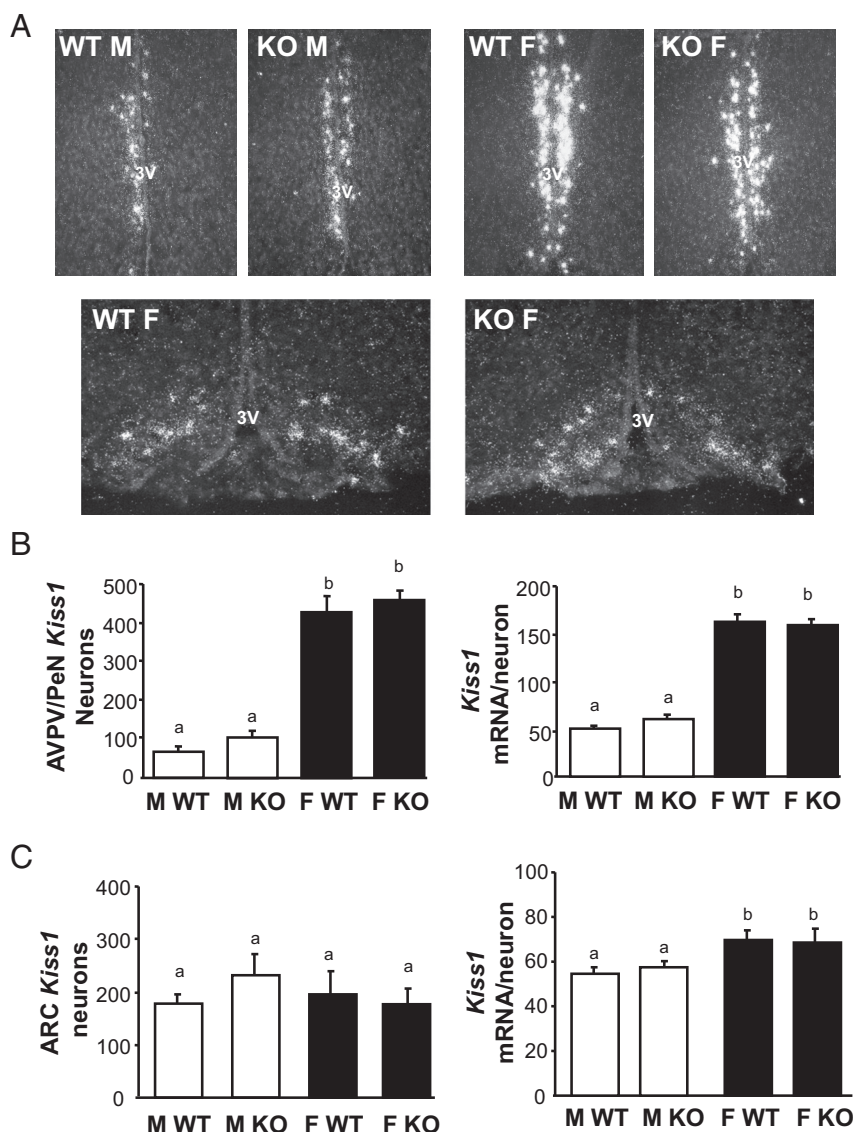 A
WT M
KO M
WT F
KO F
3V
3V
3V
3V
WT F
KO F
3V
3V
B
AVPV/PeN Kiss1
Neurons
500
400
300
200
100
0
a
a
b
b
M WT M KO F WT F KO
Kiss1
mRNA/neuron
200
150
100
50
0
a
a
b
b
M WT M KO F WT F KO
C
ARC Kiss1
neurons
400
300
200
100
0
a
a
a
a
M WT M KO F WT F KO
Kiss1
mRNA/neuron
100
80
60
40
20
0
a
a
b
b
M WT M KO F WT F KO